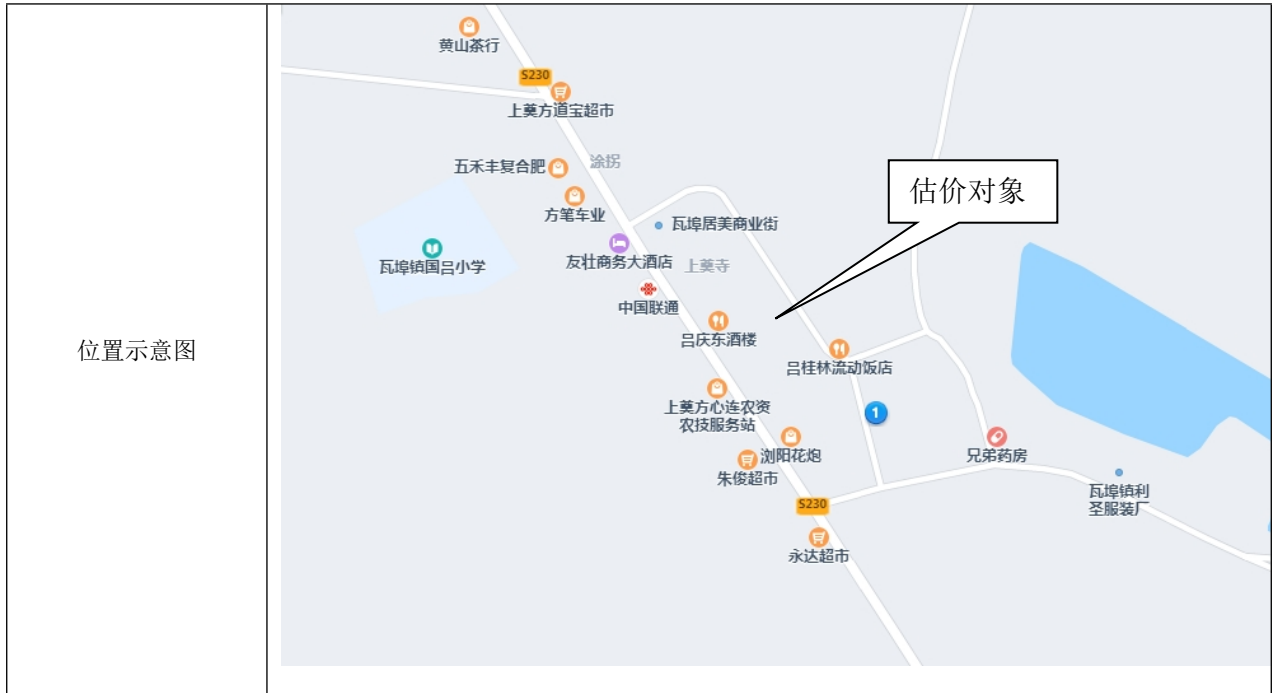 黄山茶行
S230
上奠方道宝超市
五禾丰复合肥
涂拐
方笔车业
估价对象
瓦埠居美商业街
瓦埠镇国吕小学
友壮商务大酒店
上奠寺
中国联通
吕庆东酒楼
位置示意图
吕桂林流动饭店
上奠方心连农资
农技服务站
1
浏阳花炮
朱俊超市
兄弟药房
瓦埠镇利
圣服装厂
S230
永达超市